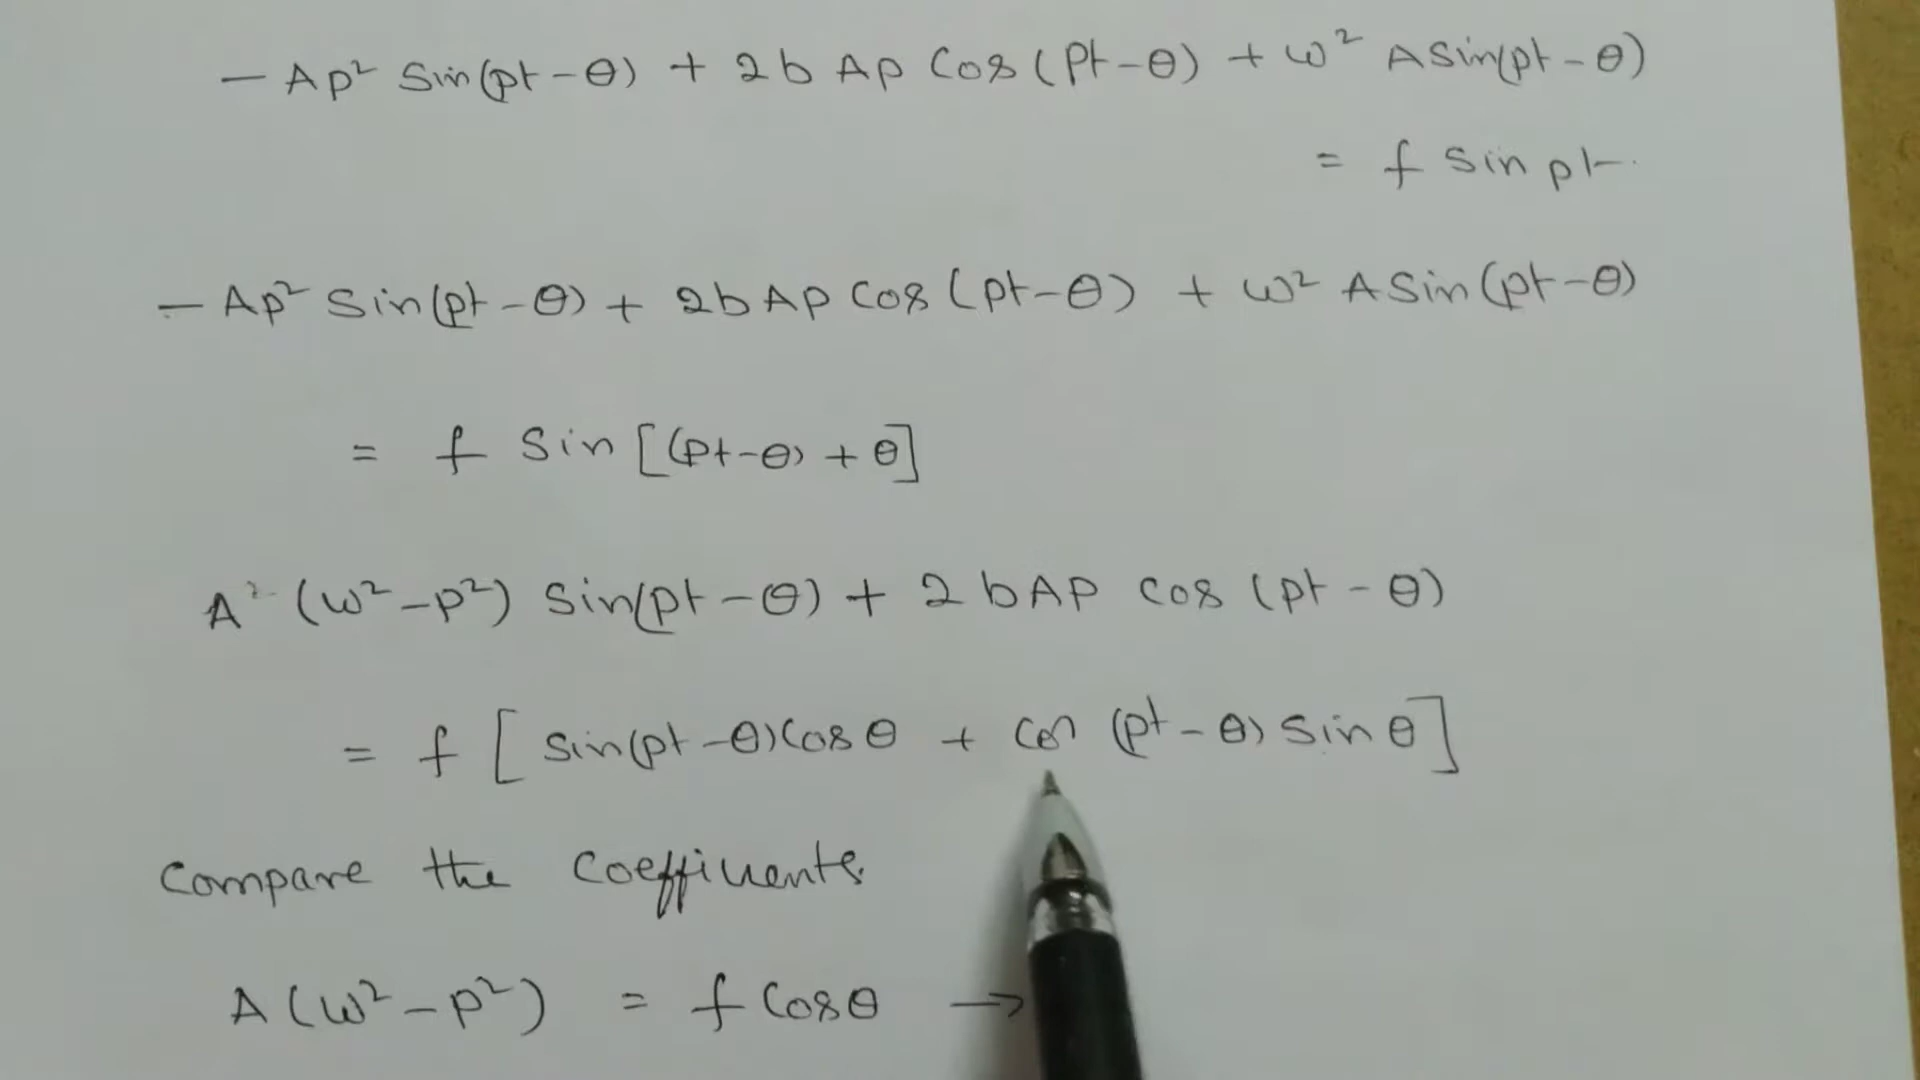 − Ap² Sin(pt − θ) + 2b Ap Cos(Pt − θ) + ω² A Sin(pt − θ)
= f Sin pt
− Ap² Sin(pt − θ) + 2b Ap Cos(pt − θ) + ω² A Sin(pt − θ)
= f Sin [(Pt − θ) + θ]
A (ω² − p²) Sin(pt − θ) + 2 b A P cos (pt − θ)
= f [ Sin(pt − θ) Cos θ + Cos (pt − θ) Sin θ ]
Compare the Coefficients
A (ω² − p²) = f Cos θ →